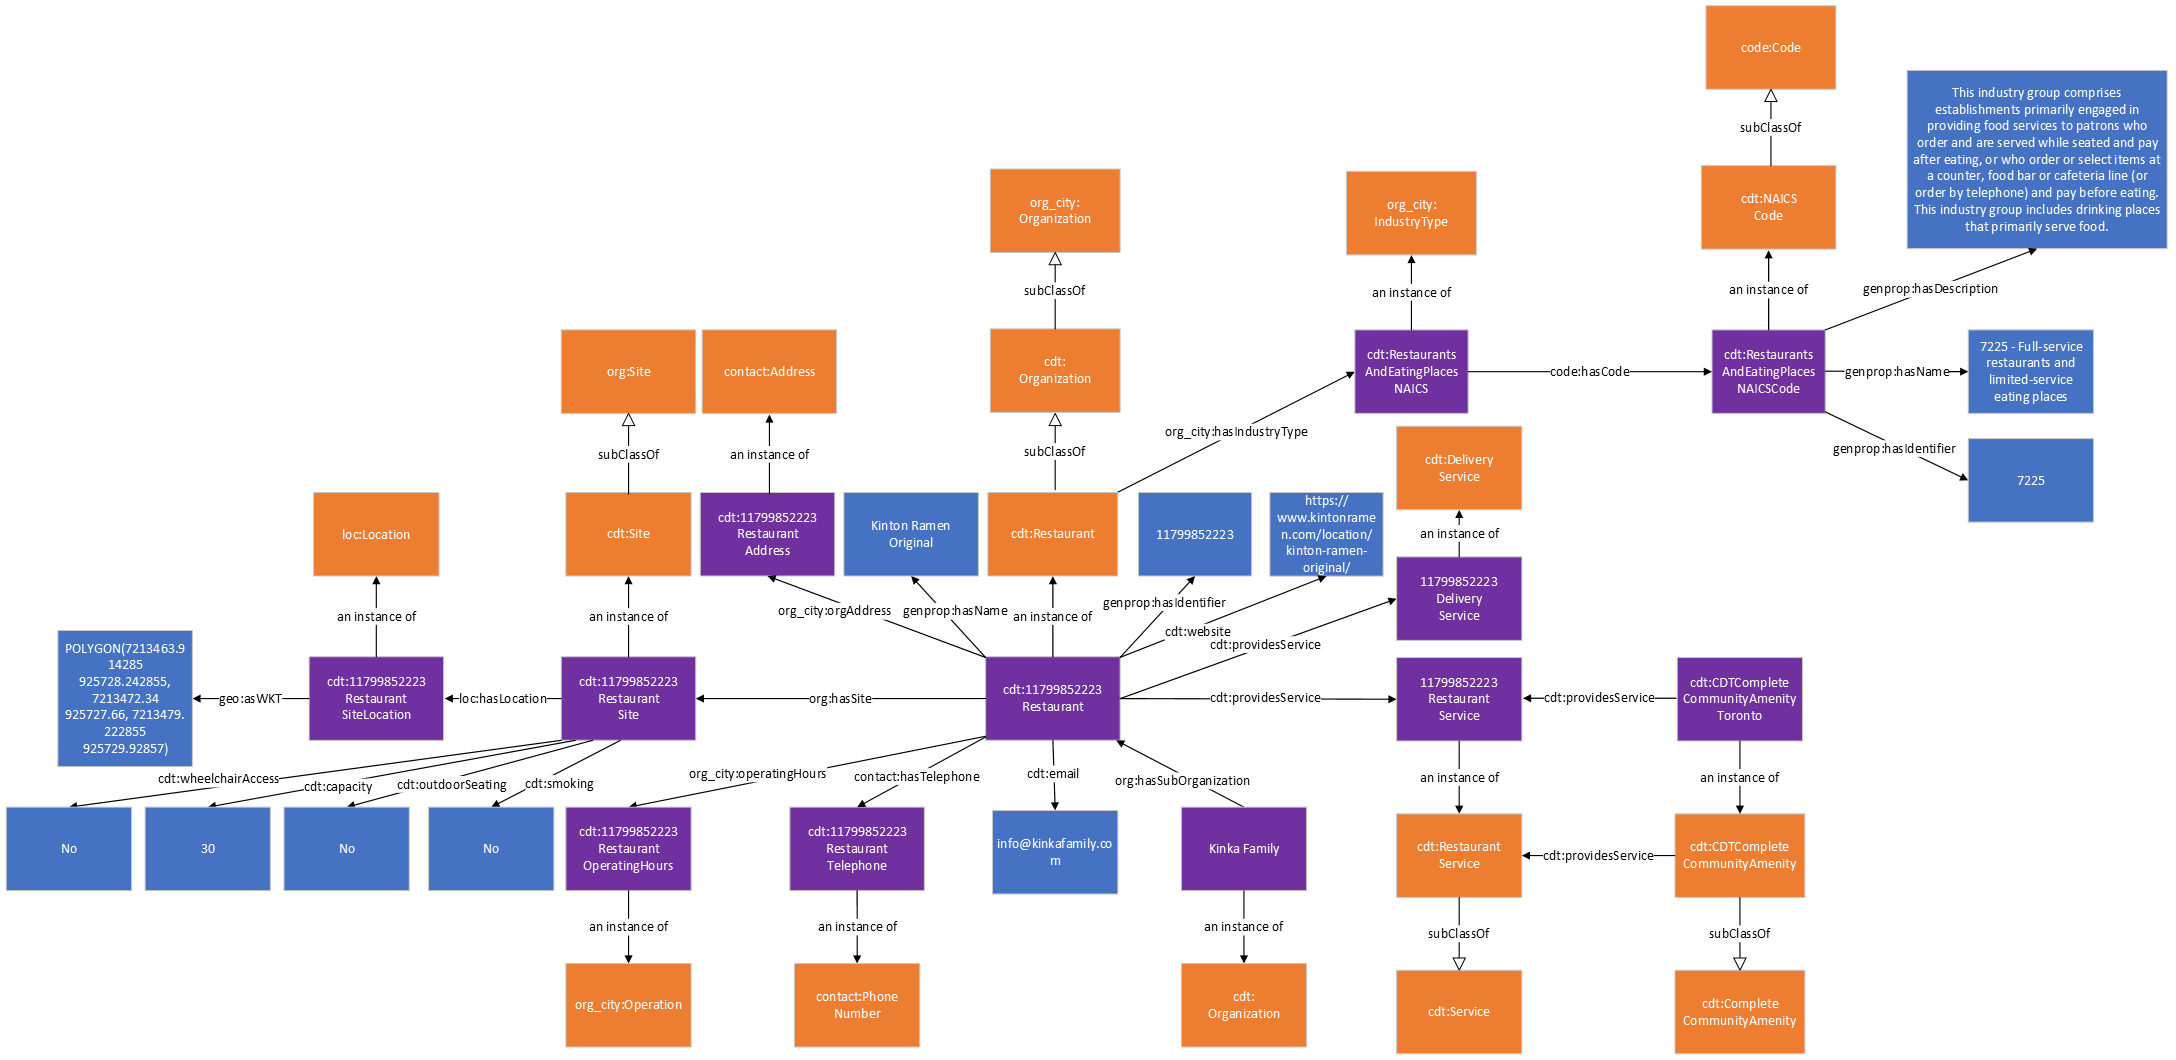 code:Code
This industry group comprises
establishments primarily engaged in
providing food services to patrons who
order and are served while seated and pay
after eating, or who order or select items at
a counter, food bar or cafeteria line (or
order by telephone) and pay before eating.
This industry group includes drinking places
that primarily serve food.
subClassOf
org_city:
Organization
org_city:
IndustryType
cdt:NAICS
Code
subClassOf
an instance of
an instance of
genprop:hasDescription
org:Site
contact:Address
cdt:
Organization
cdt:Restaurants
AndEatingPlaces
NAICS
code:hasCode
cdt:Restaurants
AndEatingPlaces
NAICSCode
genprop:hasName
7225 - Full-service
restaurants and
limited-service
eating places
subClassOf
an instance of
subClassOf
org_city:hasIndustryType
genprop:hasIdentifier
cdt:Delivery
Service
7225
loc:Location
cdt:Site
cdt:11799852223
Restaurant
Address
Kinton Ramen
Original
cdt:Restaurant
11799852223
https://
www.kintonrame
n.com/location/
kinton-ramen-
original/
an instance of
an instance of
an instance of
org_city:orgAddress
genprop:hasName
an instance of
genprop:hasIdentifier
cdt:website
cdt:providesService
11799852223
Delivery
Service
POLYGON(7213463.9
14285
925728.242855,
7213472.34
925727.66, 7213479.
222855
925729.92857)
geo:asWKT
cdt:11799852223
Restaurant
SiteLocation
loc:hasLocation
cdt:11799852223
Restaurant
Site
org:hasSite
cdt:11799852223
Restaurant
cdt:providesService
11799852223
Restaurant
Service
cdt:providesService
cdt:CDTComplete
CommunityAmenity
Toronto
cdt:wheelchairAccess
cdt:capacity
cdt:outdoorSeating
cdt:smoking
org_city:operatingHours
contact:hasTelephone
cdt:email
org:hasSubOrganization
an instance of
an instance of
No
30
No
No
cdt:11799852223
Restaurant
OperatingHours
cdt:11799852223
Restaurant
Telephone
info@kinkafamily.co
m
Kinka Family
cdt:Restaurant
Service
cdt:providesService
cdt:CDTComplete
CommunityAmenity
an instance of
an instance of
an instance of
subClassOf
subClassOf
org_city:Operation
contact:Phone
Number
cdt:
Organization
cdt:Service
cdt:Complete
CommunityAmenity